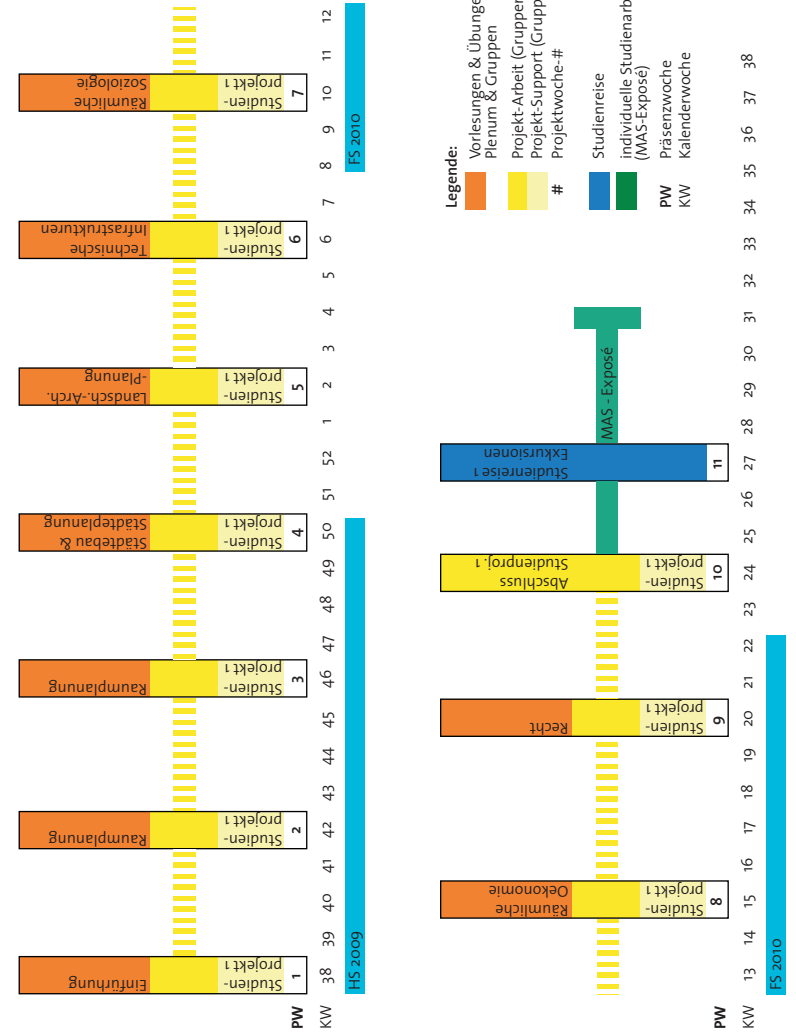 Einfürhung
Studien-
projekt 1
Raumplanung
Studien-
projekt 1
Raumplanung
Studien-
projekt 1
Städtebau &
Städteplanung
Studien-
projekt 1
Landsch.-Arch.
-Planung
Studien-
projekt 1
Technische
Infrastrukturen
Studien-
projekt 1
Räumliche
Soziologie
Studien-
projekt 1
PW 1 2 3 4 5 6 7
KW 38 39 40 41 42 43 44 45 46 47 48 49 50 51 52 1 2 3 4 5 6 7 8 9 10 11 12
HS 2009
FS 2010
Räumliche
Oekonomie
Studien-
projekt 1
Recht
Studien-
projekt 1
Abschluss
Studienproj. 1
Studien-
projekt 1
Studienreise 1
Exkursionen
MAS - Exposé
PW 8 9 10 11
KW 13 14 15 16 17 18 19 20 21 22 23 24 25 26 27 28 29 30 31 32 33 34 35 36 37 38
FS 2010
Legende:
Vorlesungen & Übunge
Plenum & Gruppen
Projekt-Arbeit (Gruppen
Projekt-Support (Grupp
# Projektwoche-#
Studienreise
individuelle Studienarb
(MAS-Exposé)
PW Präsenzwoche
KW Kalenderwoche